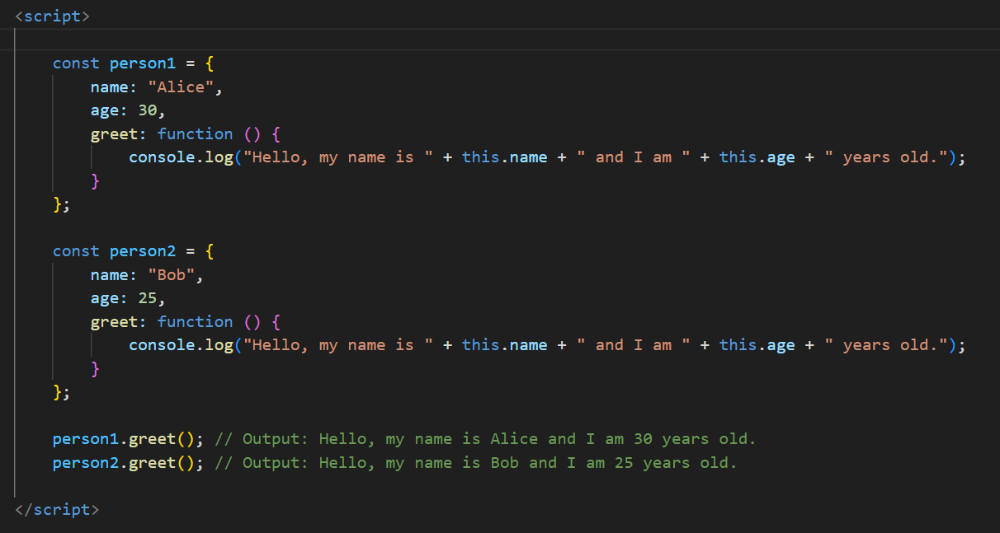 <script>
const person1 = {
name: "Alice",
age: 30,
greet: function () {
console.log("Hello, my name is " + this.name + " and I am " + this.age + " years old.");
}
};
const person2 = {
name: "Bob",
age: 25,
greet: function () {
console.log("Hello, my name is " + this.name + " and I am " + this.age + " years old.");
}
};
person1.greet(); // Output: Hello, my name is Alice and I am 30 years old.
person2.greet(); // Output: Hello, my name is Bob and I am 25 years old.
</script>